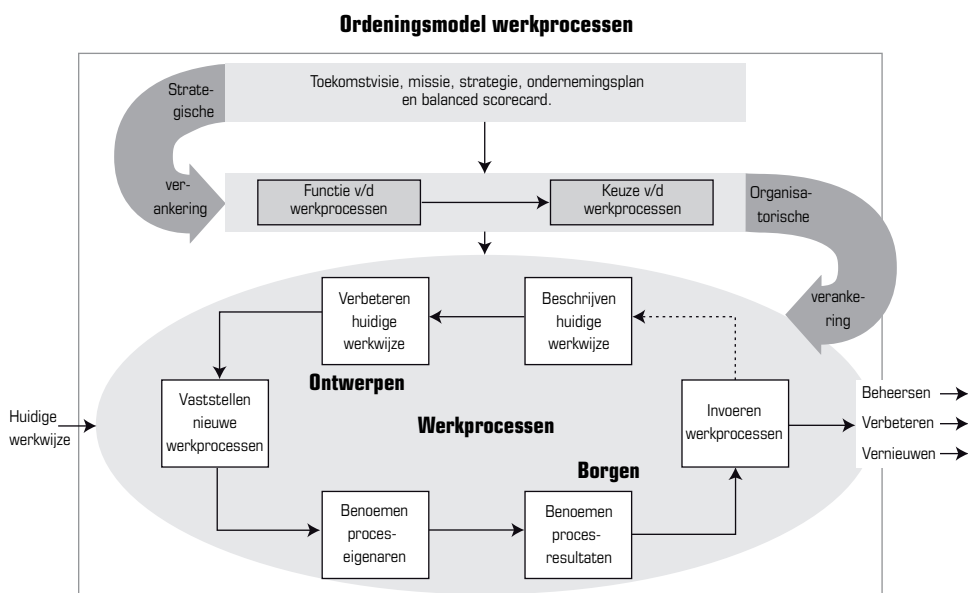 Ordeningsmodel werkprocessen
Toekomstvisie, missie, strategie, ondernemingsplan
en balanced scorecard.
Strate-
gische
ver-
ankering
Functie v/d
werkprocessen
Keuze v/d
werkprocessen
Organisa-
torische
veranke-
ring
Verbeteren
huidige
werkwijze
Beschrijven
huidige
werkwijze
Ontwerpen
Vaststellen
nieuwe
werkprocessen
Werkprocessen
Invoeren
werkprocessen
Huidige
werkwijze
Beheersen
Verbeteren
Vernieuwen
Borgen
Benoemen
proces-
eigenaren
Benoemen
proces-
resultaten